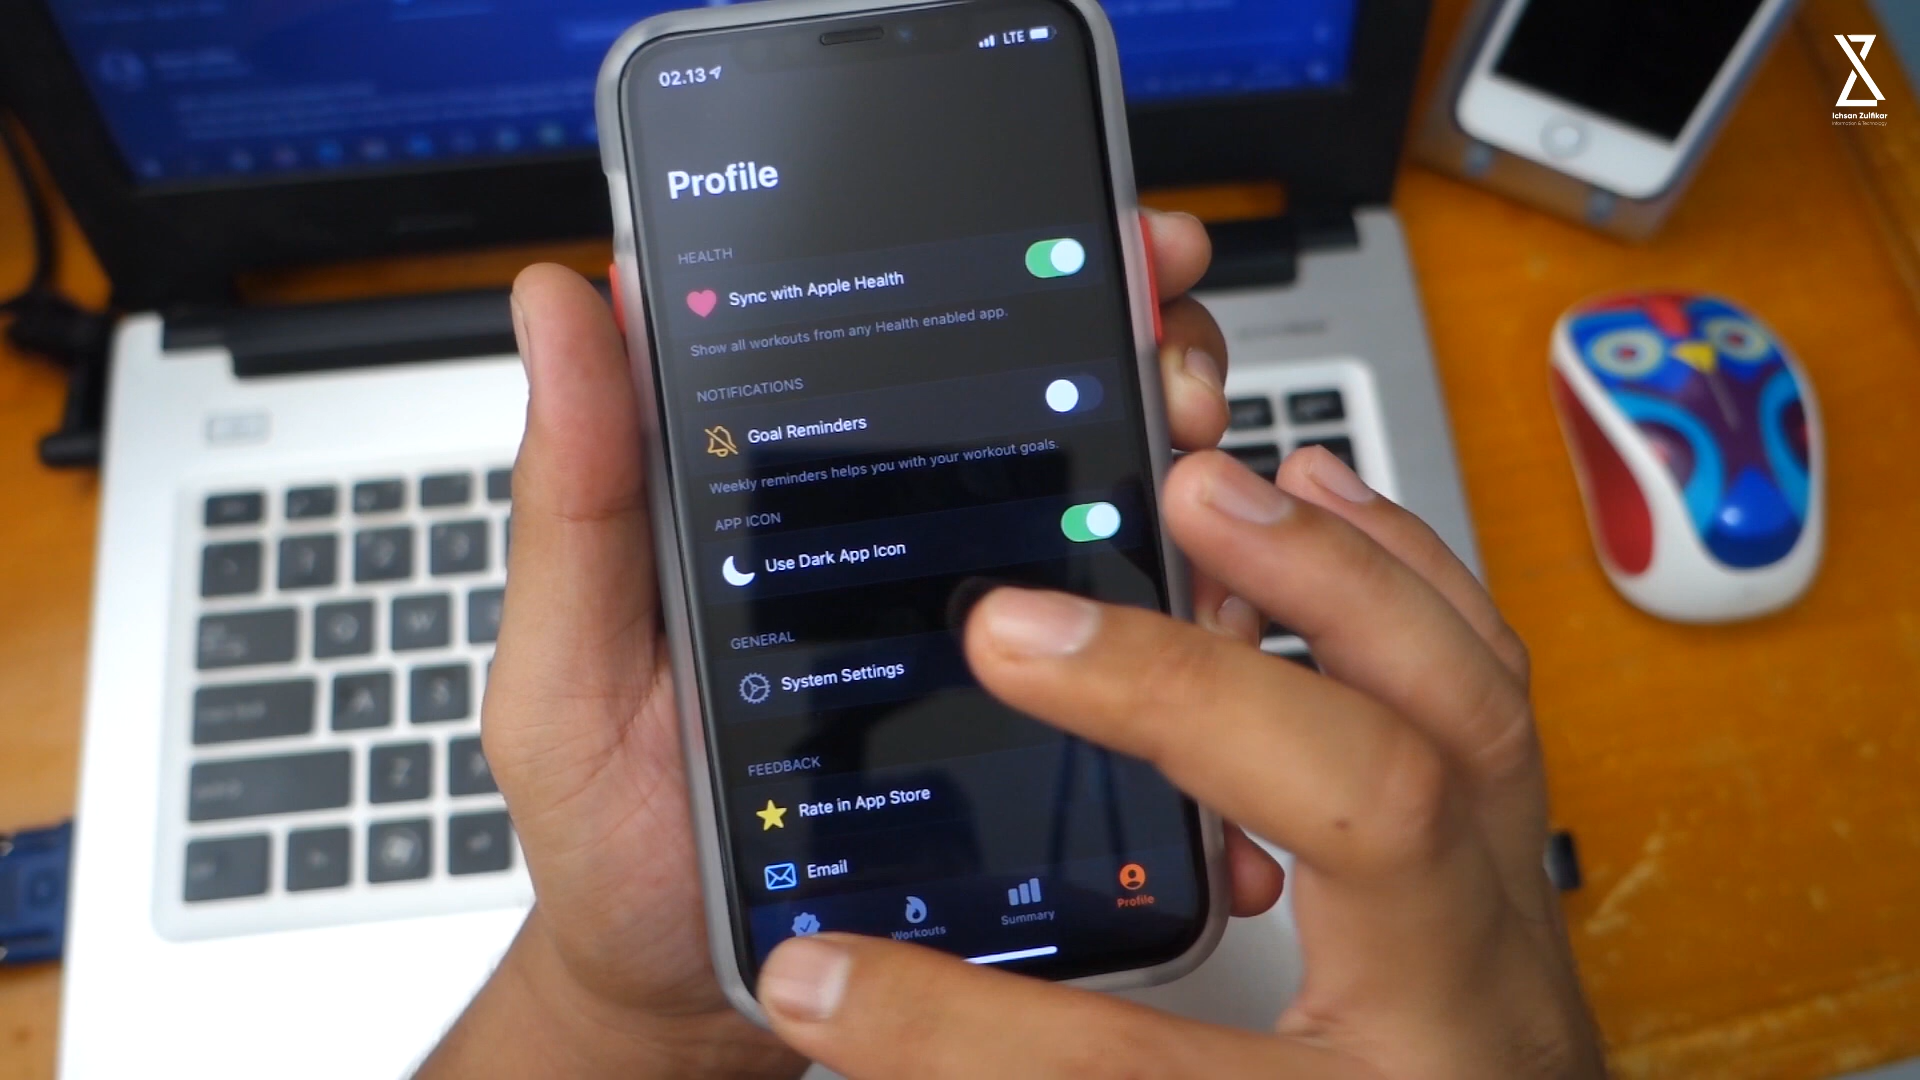 02.13
LTE
Profile
HEALTH
Sync with Apple Health
Show all workouts from any Health enabled app.
NOTIFICATIONS
Goal Reminders
Weekly reminders helps you with your workout goals.
APP ICON
Use Dark App Icon
GENERAL
System Settings
FEEDBACK
Rate in App Store
Email
Workouts
Summary
Profile
Ichsan Zulfikar
Information & Technology
Q
W
A
S
Z